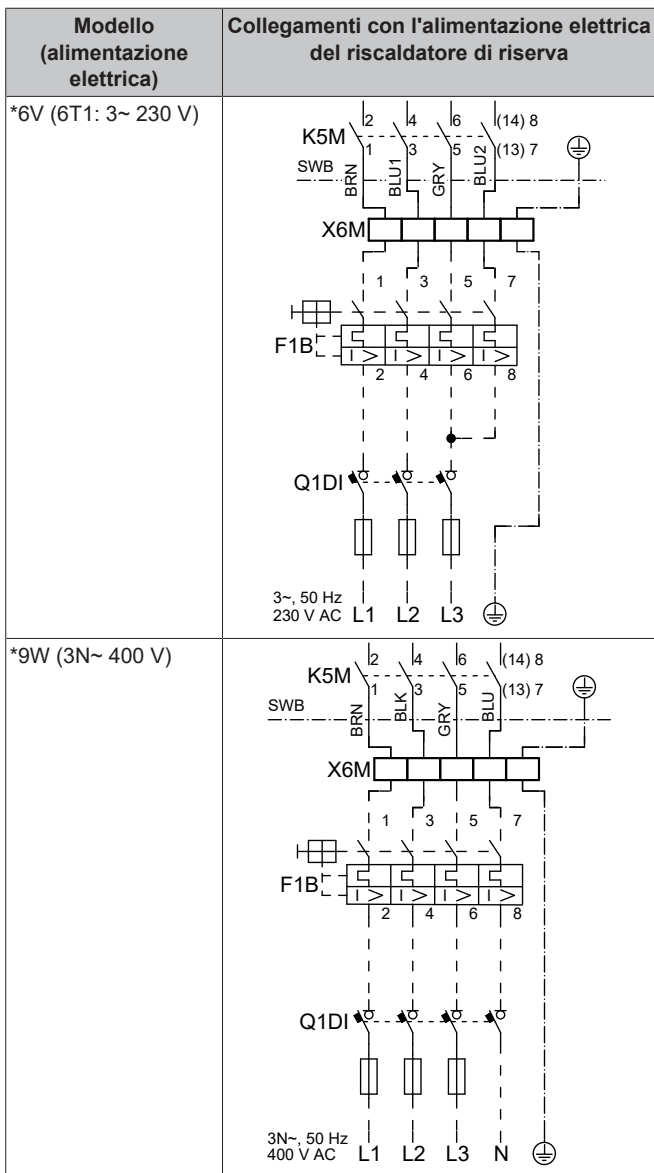 Modello
(alimentazione
elettrica)
Collegamenti con l'alimentazione elettrica
del riscaldatore di riserva
*6V (6T1: 3~ 230 V)
2 4 6 (14) 8
K5M
1 3 5 (13) 7
SWB
BRN BLU1 GRY BLU2
X6M
1 3 5 7
F1B
I > I > I > I >
2 4 6 8
Q1DI
3~, 50 Hz
230 V AC L1 L2 L3
*9W (3N~ 400 V)
2 4 6 (14) 8
K5M
1 3 5 (13) 7
SWB
BRN BLK GRY BLU
X6M
1 3 5 7
F1B
I > I > I > I >
2 4 6 8
Q1DI
3N~, 50 Hz
400 V AC L1 L2 L3 N